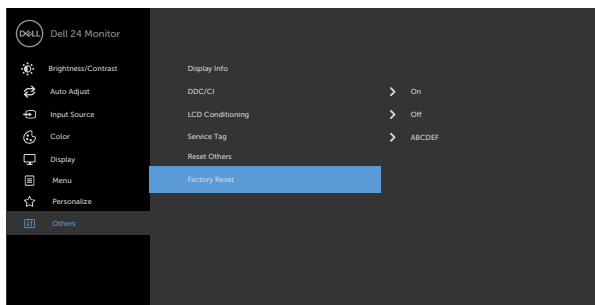 DELL Dell 24 Monitor
Brightness/Contrast Display Info
Auto Adjust DDC/CI On
Input Source LCD Conditioning Off
Color Service Tag ABCDEF
Display Reset Others
Menu Factory Reset
Personalize
Others